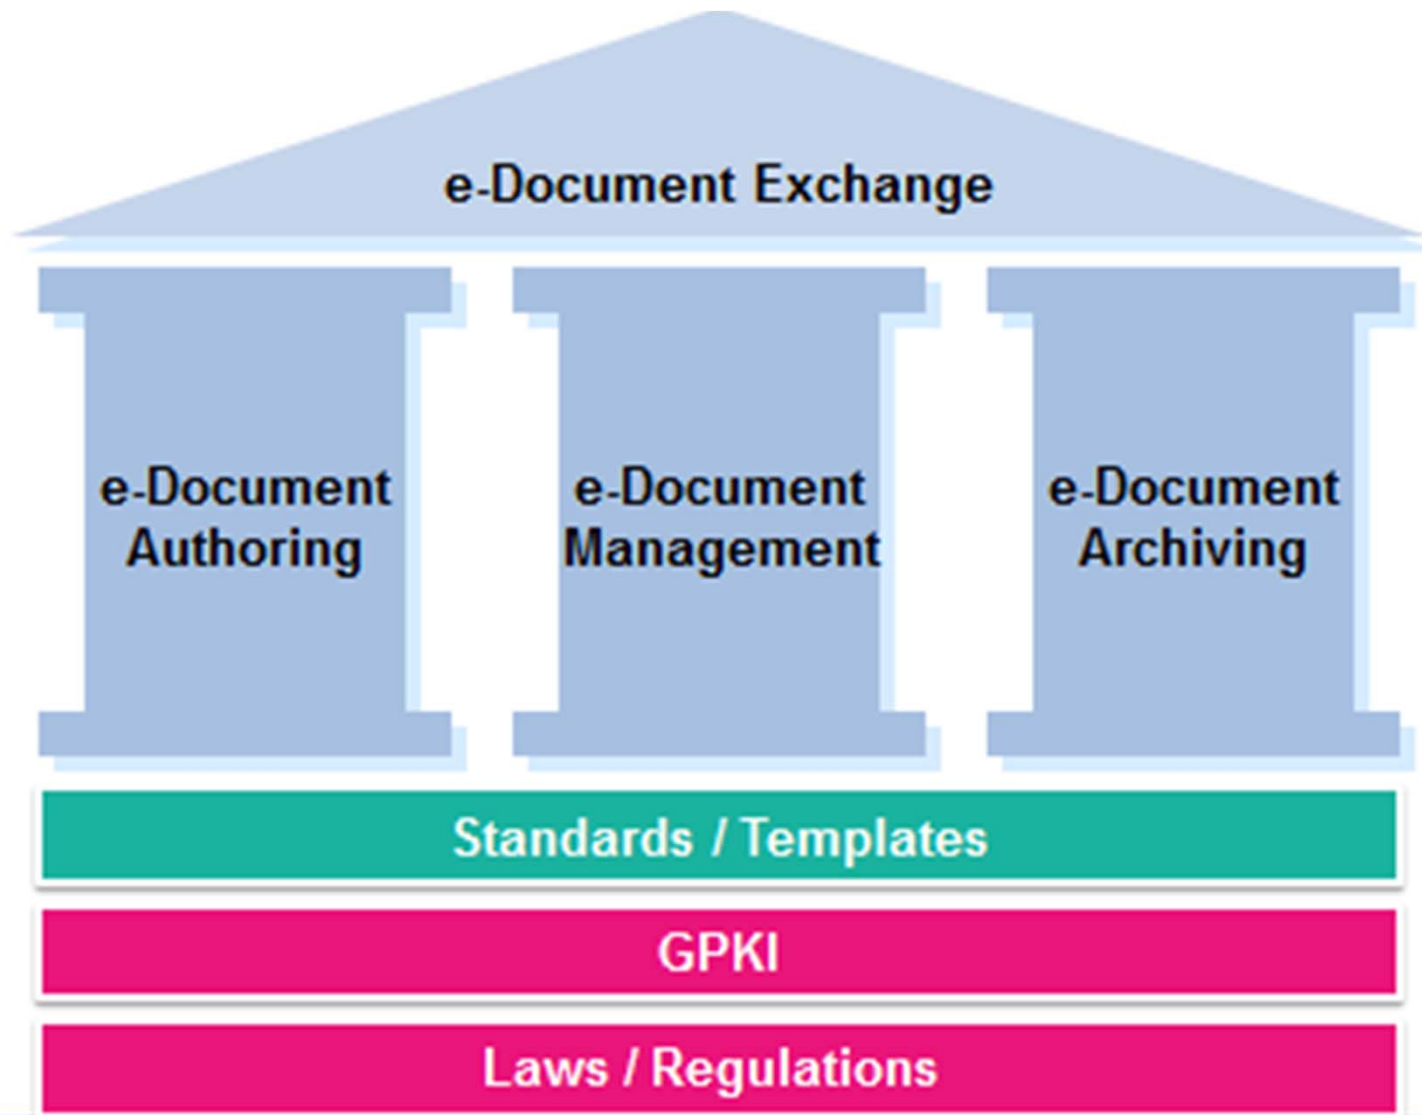 e-Document Exchange
e-Document
Authoring
e-Document
Management
e-Document
Archiving
Standards / Templates
GPKI
Laws / Regulations